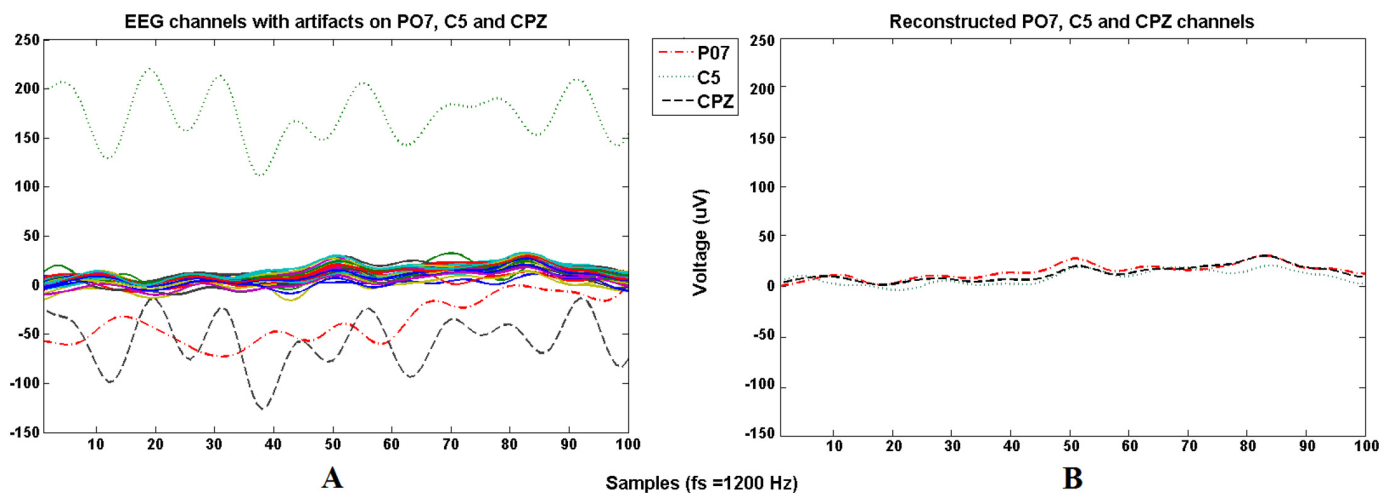 EEG channels with artifacts on PO7, C5 and CPZ
250
200
150
100
50
0
-50
-100
-150
10 20 30 40 50 60 70 80 90 100
A
P07
C5
CPZ
Reconstructed PO7, C5 and CPZ channels
Voltage (uV)
250
200
150
100
50
0
-50
-100
-150
10 20 30 40 50 60 70 80 90 100
B
Samples (fs =1200 Hz)